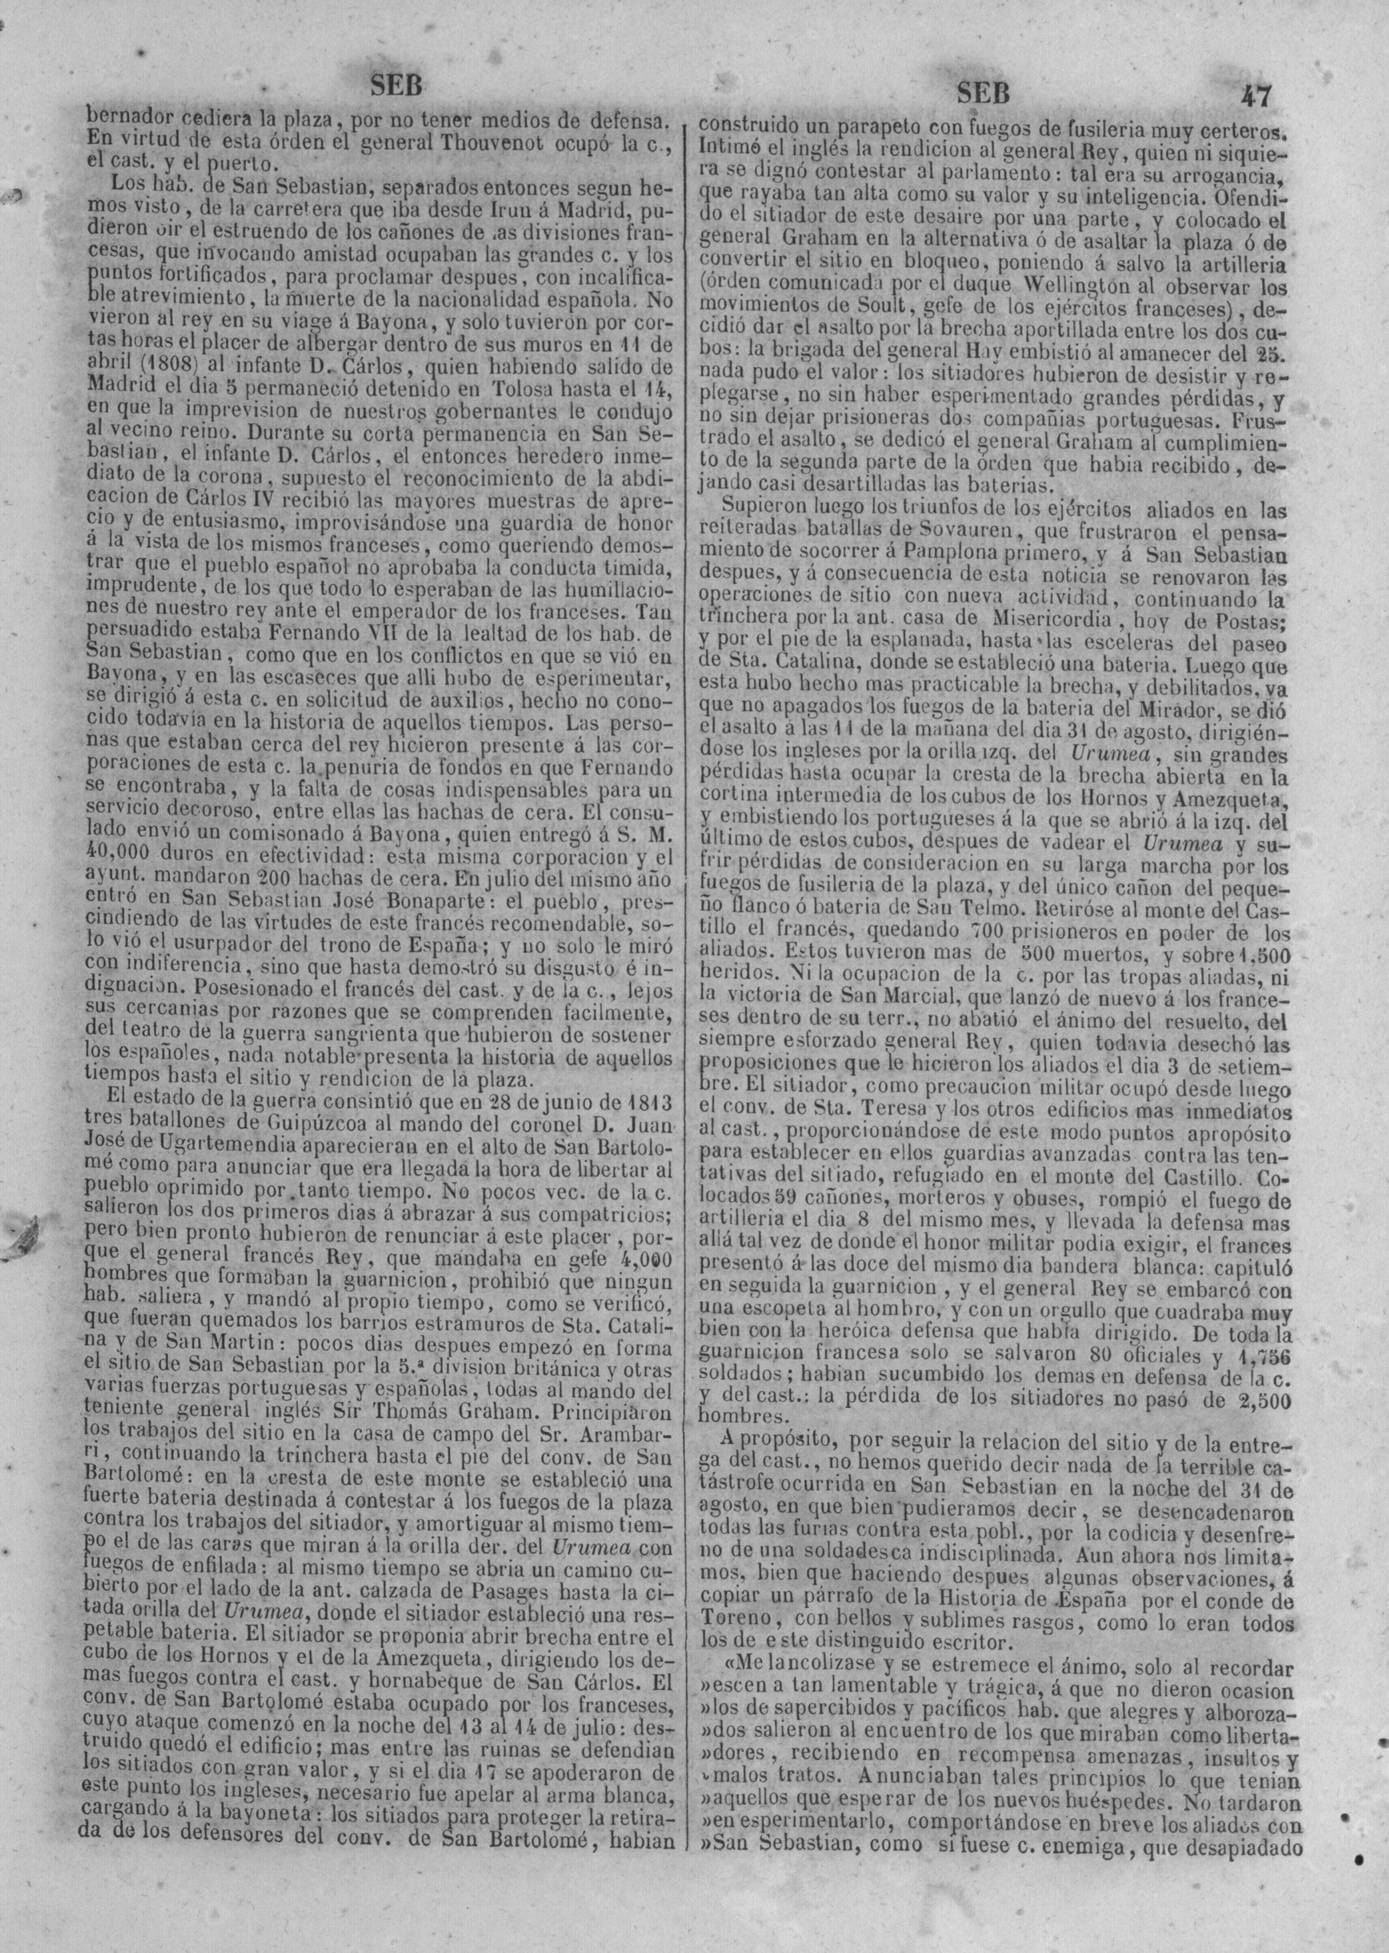 SEB
bernador cediera la plaza, por no tener medios de defensa.
En virtud de esta órden el general Thouvenot ocupó la c.,
el cast. y el puerto.
Los hab. de San Sebastian, separados entonces segun he-
mos visto, de la carretera que iba desde Irun á Madrid, pu-
dieron oir el estruendo de los cañones de las divisiones fran-
cesas, que invocando amistad ocupaban las grandes c. y los
puntos fortificados, para proclamar despues, con incalifica-
ble atrevimiento, la muerte de la nacionalidad española. No
vieron al rey en su viage á Bayona, y solo tuvieron por cor-
tas horas el placer de albergar dentro de sus muros en 11 de
abril (1808) al infante D. Cárlos, quien habiendo salido de
Madrid el dia 5 permaneció detenido en Tolosa hasta el 14,
en que la imprevision de nuestros gobernantes le condujo
al vecino reino. Durante su corta permanencia en San Se-
bastian, el infante D. Cárlos, el entonces heredero inme-
diato de la corona, supuesto el reconocimiento de la abdi-
cacion de Cárlos IV recibió las mayores muestras de apre-
cio y de entusiasmo, improvisándose una guardia de honor
á la vista de los mismos franceses, como queriendo demos-
trar que el pueblo español no aprobaba la conducta timida,
imprudente, de los que todo lo esperaban de las humillacio-
nes de nuestro rey ante el emperador de los franceses. Tan
persuadido estaba Fernando VII de la lealtad de los hab. de
San Sebastian, como que en los conflictos en que se vió en
Bayona, y en las escaseces que alli hubo de esperimentar,
se dirigió á esta c. en solicitud de auxilios, hecho no cono-
cido todavía en la historia de aquellos tiempos. Las perso-
nas que estaban cerca del rey hicieron presente á las cor-
poraciones de esta c. la penuria de fondos en que Fernando
se encontraba, y la falta de cosas indispensables para un
servicio decoroso, entre ellas las hachas de cera. El consu-
lado envió un comisonado á Bayona, quien entregó á S. M.
40,000 duros en efectividad: esta misma corporacion y el
ayunt. mandaron 200 hachas de cera. En julio del mismo año
entró en San Sebastian José Bonaparte: el pueblo, pres-
cindiendo de las virtudes de este francés recomendable, so-
lo vió el usurpador del trono de España; y no solo le miró
con indiferencia, sino que hasta demostró su disgusto é in-
dignacion. Posesionado el francés del cast. y de la c., lejos
sus cercanias por razones que se comprenden facilmente,
del teatro de la guerra sangrienta que hubieron de sostener
los españoles, nada notable presenta la historia de aquellos
tiempos hasta el sitio y rendicion de la plaza.
El estado de la guerra consintió que en 28 de junio de 1813
tres batallones de Guipúzcoa al mando del coronel D. Juan
José de Ugartemendia aparecieran en el alto de San Bartolo-
mé como para anunciar que era llegada la hora de libertar al
pueblo oprimido por tanto tiempo. No pocos vec. de la c.
salieron los dos primeros dias á abrazar á sus compatricios;
pero bien pronto hubieron de renunciar á este placer, por-
que el general francés Rey, que mandaba en gefe 4,000
hombres que formaban la guarnicion, prohibió que ningun
hab. saliera, y mandó al propio tiempo, como se verificó,
que fueran quemados los barrios estramuros de Sta. Catali-
na y de San Martin: pocos dias despues empezó en forma
el sitio de San Sebastian por la 5.ª division británica y otras
varias fuerzas portuguesas y españolas, todas al mando del
teniente general inglés Sir Thomás Graham. Principiaron
los trabajos del sitio en la casa de campo del Sr. Arambar-
ri, continuando la trinchera hasta el pie del conv. de San
Bartolomé: en la cresta de este monte se estableció una
fuerte bateria destinada á contestar á los fuegos de la plaza
contra los trabajos del sitiador, y amortiguar al mismo tiem-
po el de las caras que miran á la orilla der. del Urumea con
fuegos de enfilada: al mismo tiempo se abria un camino cu-
bierto por el lado de la ant. calzada de Pasages hasta la ci-
tada orilla del Urumea, donde el sitiador estableció una res-
petable bateria. El sitiador se proponia abrir brecha entre el
cubo de los Hornos y el de la Amezqueta, dirigiendo los de-
mas fuegos contra el cast. y hornabeque de San Cárlos. El
conv. de San Bartolomé estaba ocupado por los franceses,
cuyo ataque comenzó en la noche del 13 al 14 de julio: des-
truido quedó el edificio; mas entre las ruinas se defendian
los sitiados con gran valor, y si el dia 17 se apoderaron de
este punto los ingleses, necesario fue apelar al arma blanca,
cargando á la bayoneta: los sitiados para proteger la retira-
da de los defensores del conv. de San Bartolomé, habian
SEB 47
construido un parapeto con fuegos de fusileria muy certeros.
Intimó el inglés la rendicion al general Rey, quien ni siquie-
ra se dignó contestar al parlamento: tal era su arrogancia,
que rayaba tan alta como su valor y su inteligencia. Ofendi-
do el sitiador de este desaire por una parte, y colocado el
general Graham en la alternativa ó de asaltar la plaza ó de
convertir el sitio en bloqueo, poniendo á salvo la artilleria
(órden comunicada por el duque Wellington al observar los
movimientos de Soult, gefe de los ejércitos franceses), de-
cidió dar el asalto por la brecha aportillada entre los dos cu-
bos: la brigada del general Hay embistió al amanecer del 25.
nada pudo el valor: los sitiadores hubieron de desistir y re-
plegarse, no sin haber esperimentado grandes pérdidas, y
no sin dejar prisioneras dos compañias portuguesas. Frus-
trado el asalto, se dedicó el general Graham al cumplimien-
to de la segunda parte de la órden que habia recibido, de-
jando casi desartilladas las baterias.
Supieron luego los triunfos de los ejércitos aliados en las
reiteradas batallas de Sovauren, que frustraron el pensa-
miento de socorrer á Pamplona primero, y á San Sebastian
despues, y á consecuencia de esta noticia se renovaron las
operaciones de sitio con nueva actividad, continuando la
trinchera por la ant. casa de Misericordia, hoy de Postas;
y por el pie de la esplanada, hasta las esceleras del paseo
de Sta. Catalina, donde se estableció una bateria. Luego que
esta hubo hecho mas practicable la brecha, y debilitados, ya
que no apagados los fuegos de la bateria del Mirador, se dió
el asalto á las 11 de la mañana del dia 31 de agosto, dirigién-
dose los ingleses por la orilla izq. del Urumea, sin grandes
pérdidas hasta ocupar la cresta de la brecha abierta en la
cortina intermedia de los cubos de los Hornos y Amezqueta,
y embistiendo los portugueses á la que se abrió á la izq. del
último de estos cubos, despues de vadear el Urumea y su-
frir pérdidas de consideracion en su larga marcha por los
fuegos de fusileria de la plaza, y del único cañon del peque-
ño flanco ó bateria de San Telmo. Retiróse al monte del Cas-
tillo el francés, quedando 700 prisioneros en poder de los
aliados. Estos tuvieron mas de 500 muertos, y sobre 1,500
heridos. Ni la ocupacion de la c. por las tropas aliadas, ni
la victoria de San Marcial, que lanzó de nuevo á los france-
ses dentro de su terr., no abatió el ánimo del resuelto, del
siempre esforzado general Rey, quien todavia desechó las
proposiciones que le hicieron los aliados el dia 3 de setiem-
bre. El sitiador, como precaucion militar ocupó desde luego
el conv. de Sta. Teresa y los otros edificios mas inmediatos
al cast., proporcionándose de este modo puntos apropósito
para establecer en ellos guardias avanzadas contra las ten-
tativas del sitiado, refugiado en el monte del Castillo. Co-
locados 59 cañones, morteros y obuses, rompió el fuego de
artilleria el dia 8 del mismo mes, y llevada la defensa mas
allá tal vez de donde el honor militar podia exigir, el frances
presentó á las doce del mismo dia bandera blanca: capituló
en seguida la guarnicion, y el general Rey se embarcó con
una escopeta al hombro, y con un orgullo que cuadraba muy
bien con la heróica defensa que habia dirigido. De toda la
guarnicion francesa solo se salvaron 80 oficiales y 1,756
soldados; habian sucumbido los demas en defensa de la c.
y del cast.: la pérdida de los sitiadores no pasó de 2,500
hombres.
A propósito, por seguir la relacion del sitio y de la entre-
ga del cast., no hemos querido decir nada de la terrible ca-
tástrofe ocurrida en San Sebastian en la noche del 31 de
agosto, en que bien pudieramos decir, se desencadenaron
todas las furias contra esta pobl., por la codicia y desenfre-
no de una soldadesca indisciplinada. Aun ahora nos limita-
mos, bien que haciendo despues algunas observaciones, á
copiar un párrafo de la Historia de España por el conde de
Toreno, con bellos y sublimes rasgos, como lo eran todos
los de este distinguido escritor.
«Melancolizase y se estremece el ánimo, solo al recordar
»escena tan lamentable y trágica, á que no dieron ocasion
»los desapercibidos y pacíficos hab. que alegres y alboroza-
»dos salieron al encuentro de los que miraban como liberta-
»dores, recibiendo en recompensa amenazas, insultos y
»malos tratos. Anunciaban tales principios lo que tenian
»aquellos que esperar de los nuevos huéspedes. No tardaron
»en esperimentarlo, comportándose en breve los aliados con
»San Sebastian, como si fuese c. enemiga, que desapiadado